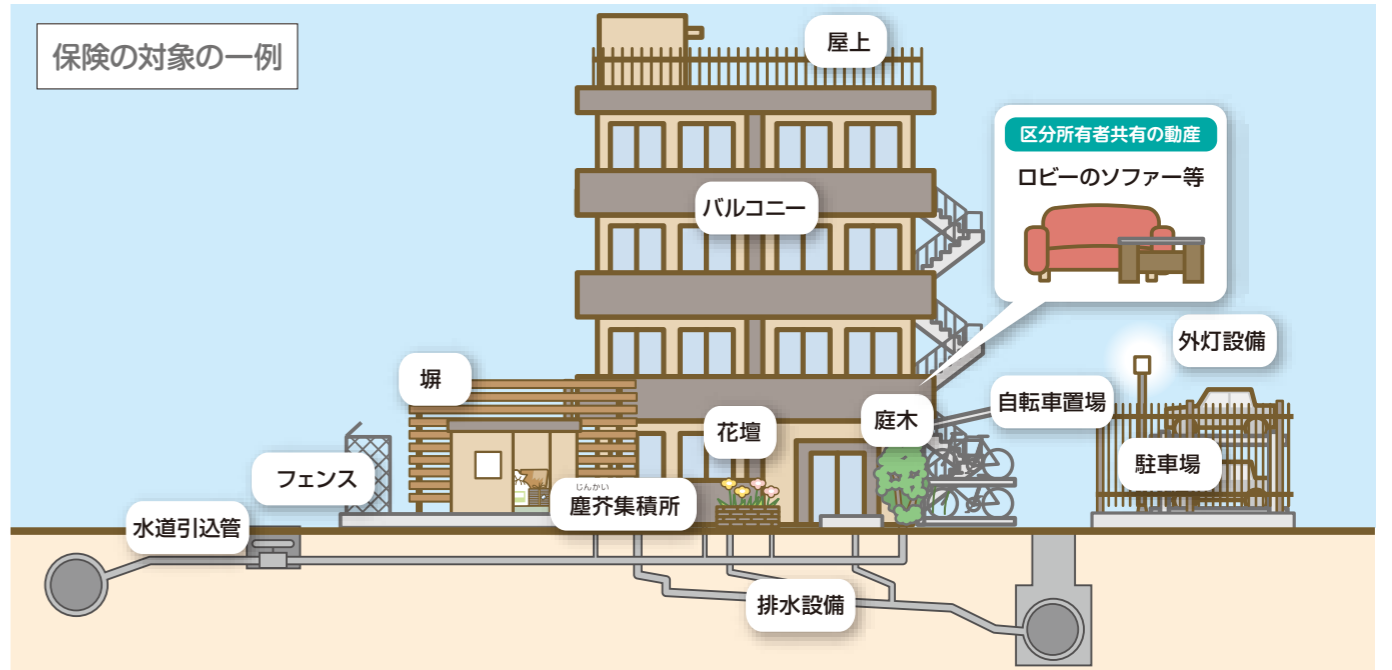 保険の対象の一例
屋上
区分所有者共有の動産
ロビーのソファー等
バルコニー
外灯設備
塀
自転車置場
庭木
花壇
駐車場
フェンス
じんかい
塵芥集積所
水道引込管
排水設備